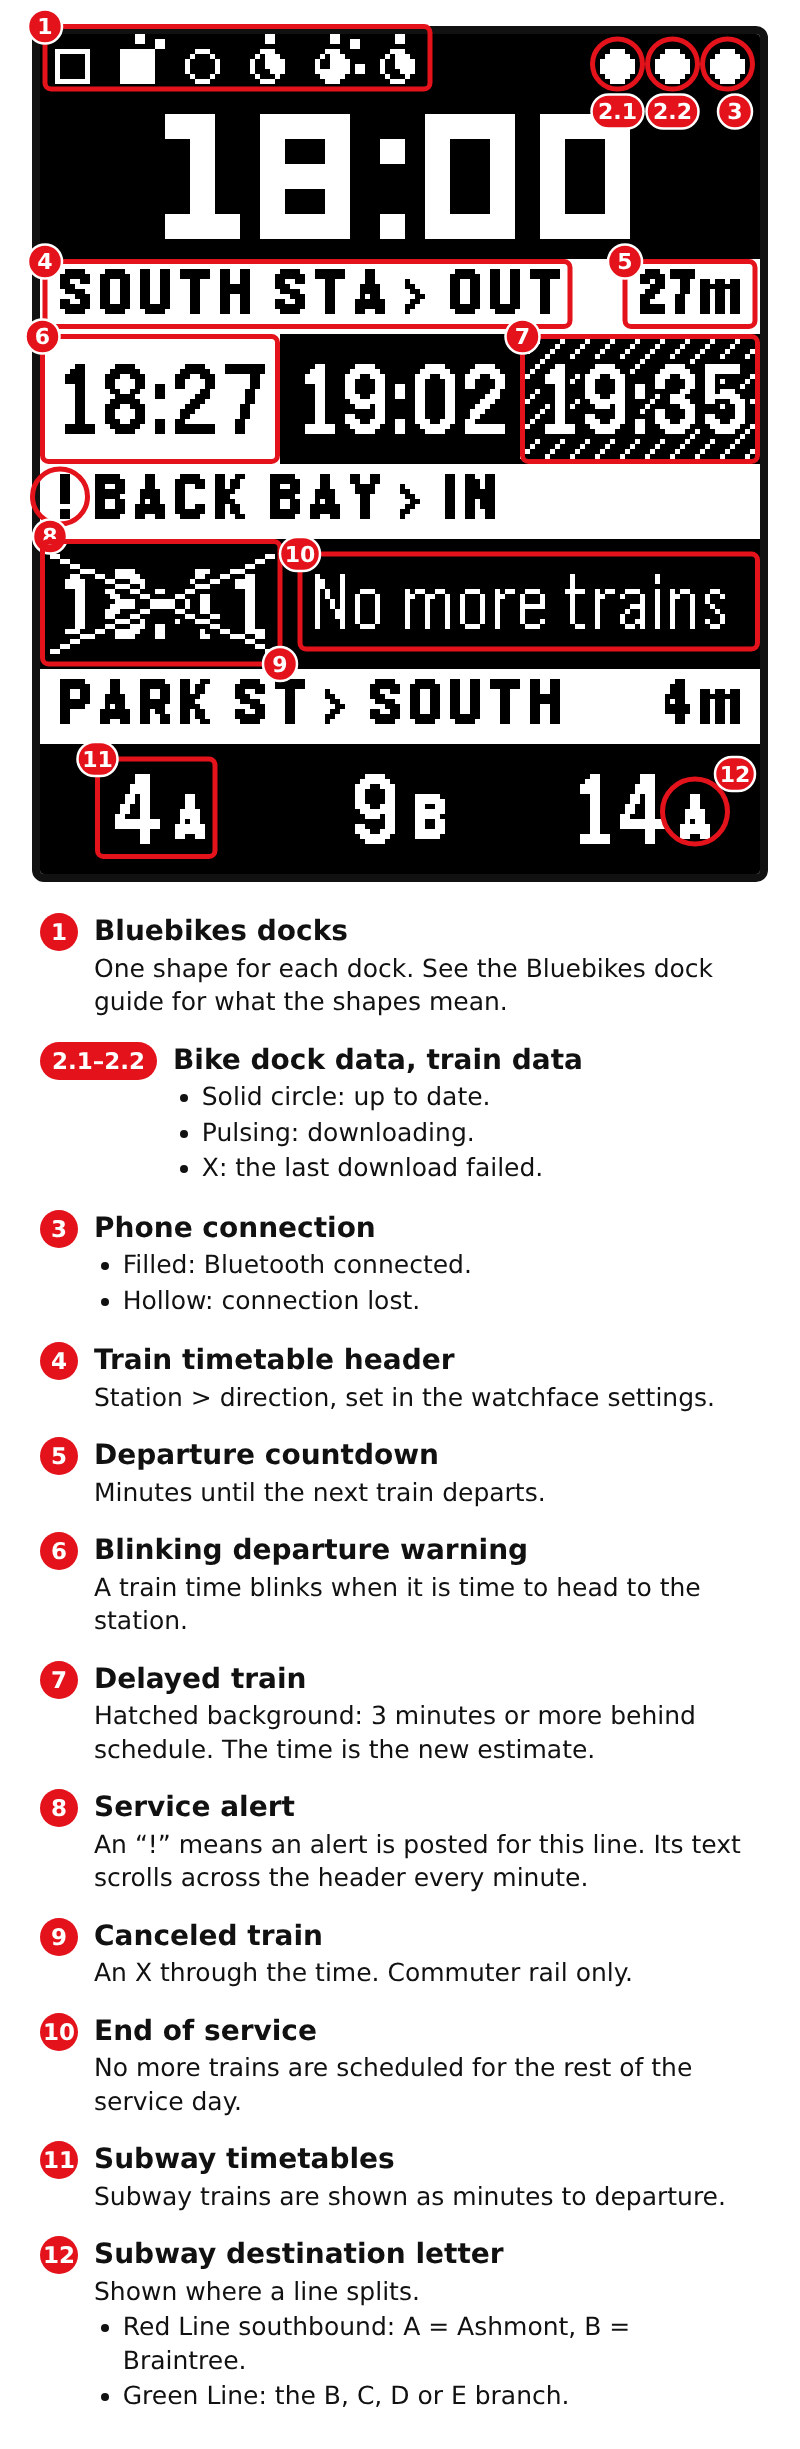 1
2.1 2.2 3
18:00
4 5
SOUTH STA > OUT 27m
6 7
18:27 19:02 19:35
! BACK BAY > IN
8 10
No more trains
9
PARK ST > SOUTH 4m
11 12
4 A 9 B 14 A
1 Bluebikes docks
One shape for each dock. See the Bluebikes dock
guide for what the shapes mean.
2.1–2.2 Bike dock data, train data
• Solid circle: up to date.
• Pulsing: downloading.
• X: the last download failed.
3 Phone connection
• Filled: Bluetooth connected.
• Hollow: connection lost.
4 Train timetable header
Station > direction, set in the watchface settings.
5 Departure countdown
Minutes until the next train departs.
6 Blinking departure warning
A train time blinks when it is time to head to the
station.
7 Delayed train
Hatched background: 3 minutes or more behind
schedule. The time is the new estimate.
8 Service alert
An “!” means an alert is posted for this line. Its text
scrolls across the header every minute.
9 Canceled train
An X through the time. Commuter rail only.
10 End of service
No more trains are scheduled for the rest of the
service day.
11 Subway timetables
Subway trains are shown as minutes to departure.
12 Subway destination letter
Shown where a line splits.
• Red Line southbound: A = Ashmont, B =
Braintree.
• Green Line: the B, C, D or E branch.